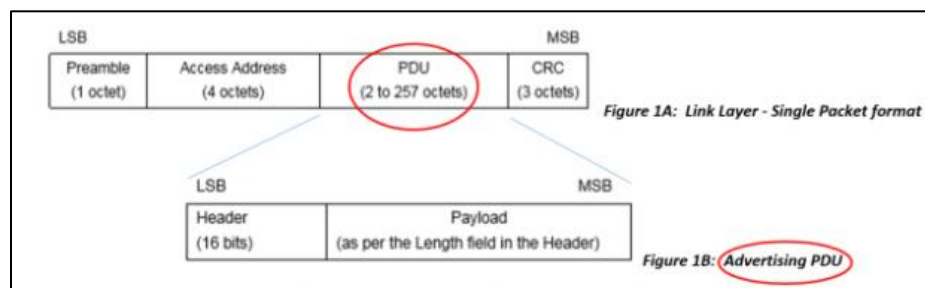 LSB MSB
Preamble Access Address PDU CRC
(1 octet) (4 octets) (2 to 257 octets) (3 octets)
Figure 1A: Link Layer - Single Packet format
LSB MSB
Header Payload
(16 bits) (as per the Length field in the Header)
Figure 1B: Advertising PDU